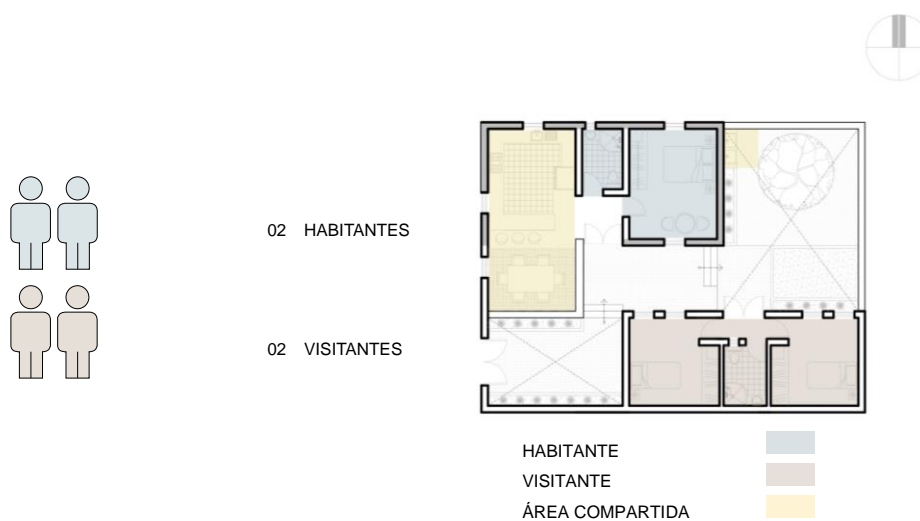 02 HABITANTES
02 VISITANTES
HABITANTE
VISITANTE
ÁREA COMPARTIDA